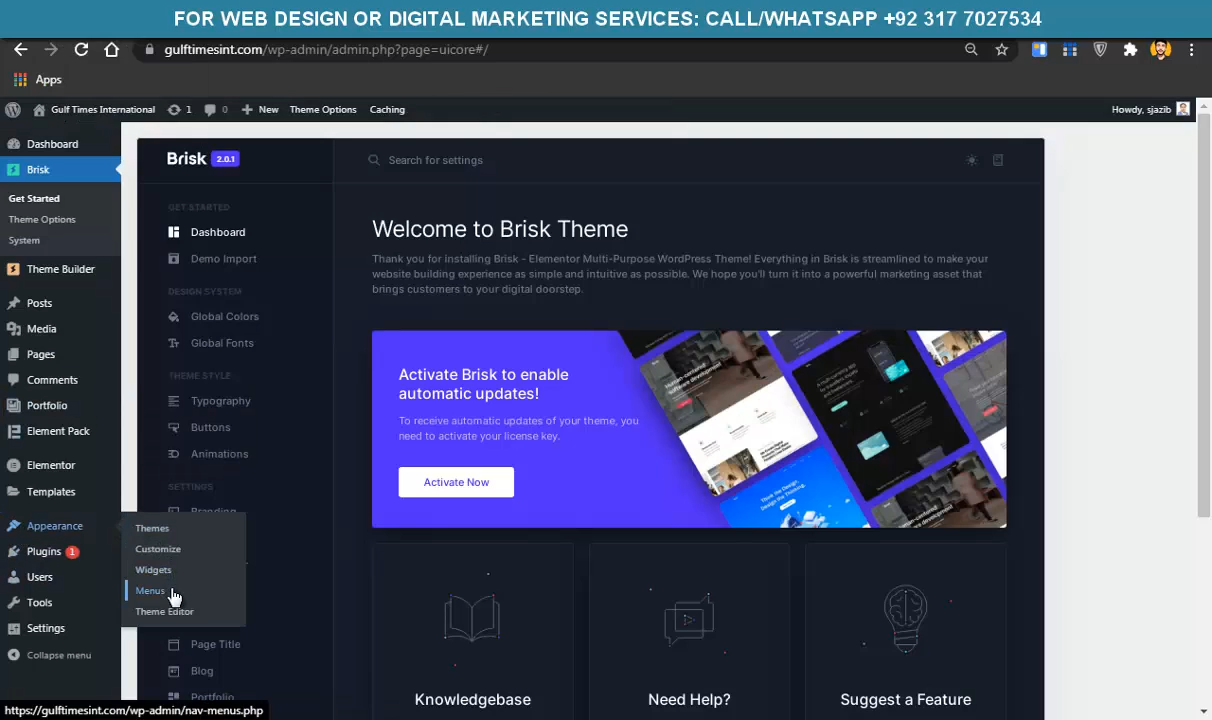 FOR WEB DESIGN OR DIGITAL MARKETING SERVICES: CALL/WHATSAPP +92 317 7027534
gulftimesint.com/wp-admin/admin.php?page=uicore#/
Apps
Gulf Times International 1 0 New Theme Options Caching Howdy, sjazib
Dashboard
Brisk
Get Started
Theme Options
System
Theme Builder
Posts
Media
Pages
Comments
Portfolio
Element Pack
Elementor
Templates
Appearance
Plugins 1
Users
Tools
Settings
Collapse menu
Themes
Customize
Widgets
Menus
Theme Editor
Brisk 2.0.1
Search for settings
GET STARTED
Dashboard
Demo Import
DESIGN SYSTEM
Global Colors
Global Fonts
THEME STYLE
Typography
Buttons
Animations
SETTINGS
Branding
Page Title
Blog
Portfolio
Welcome to Brisk Theme
Thank you for installing Brisk - Elementor Multi-Purpose WordPress Theme! Everything in Brisk is streamlined to make your
website building experience as simple and intuitive as possible. We hope you'll turn it into a powerful marketing asset that
brings customers to your digital doorstep.
Activate Brisk to enable
automatic updates!
To receive automatic updates of your theme, you
need to activate your license key.
Activate Now
Knowledgebase
Need Help?
Suggest a Feature
https://gulftimesint.com/wp-admin/nav-menus.php